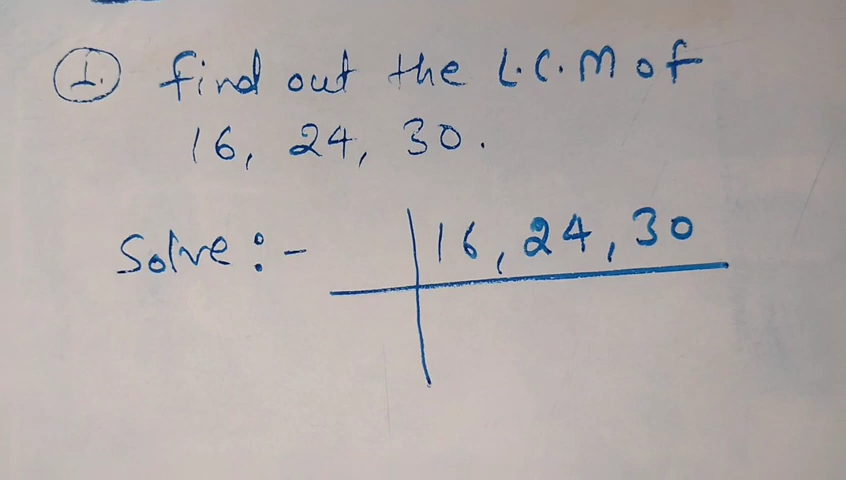 1. find out the L.C.M of
16, 24, 30.
Solve :- 16, 24, 30